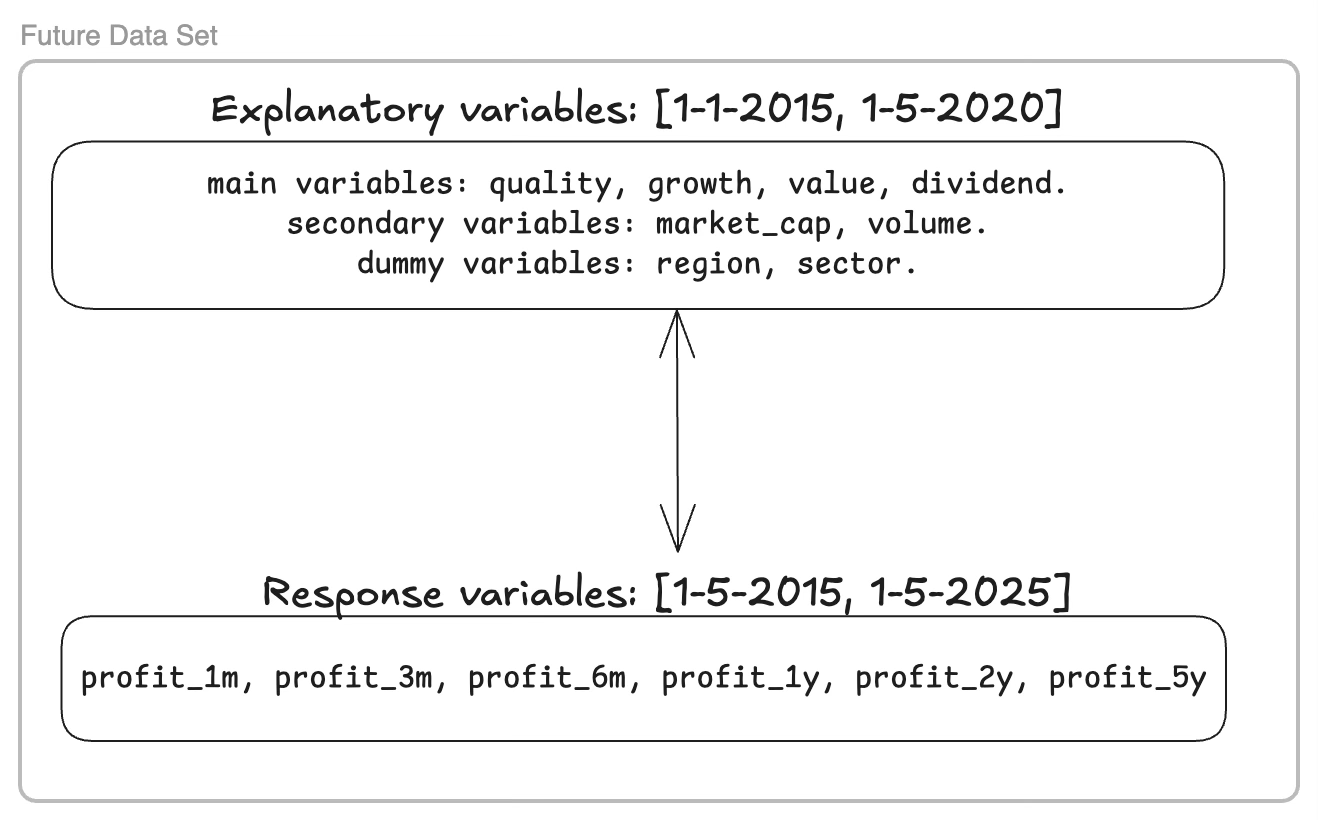 Future Data Set
Explanatory variables: [1-1-2015, 1-5-2020]
main variables: quality, growth, value, dividend.
secondary variables: market_cap, volume.
dummy variables: region, sector.
Response variables: [1-5-2015, 1-5-2025]
profit_1m, profit_3m, profit_6m, profit_1y, profit_2y, profit_5y